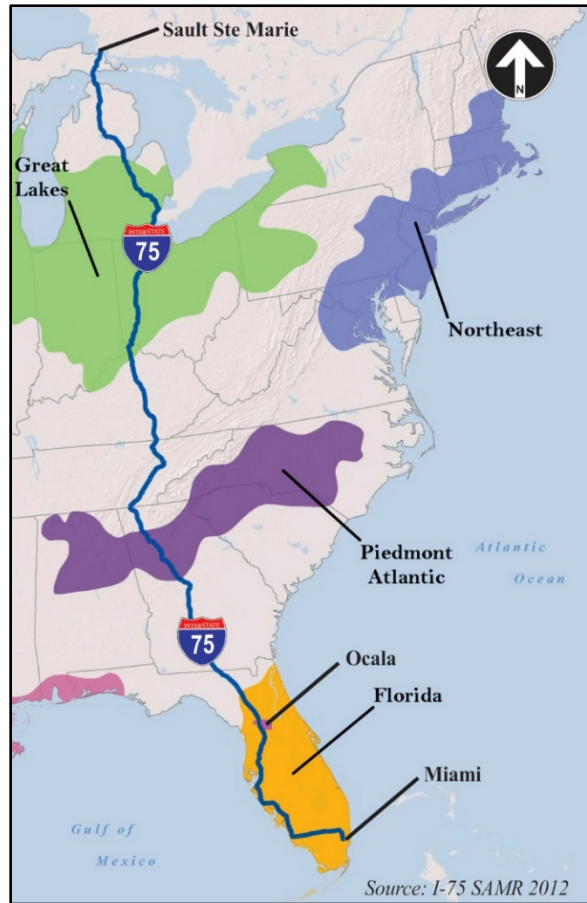 Sault Ste Marie
N
Great
Lakes
INTERSTATE
75
Northeast
Piedmont
Atlantic
Atlantic
Ocean
INTERSTATE
75
Ocala
Florida
Miami
Gulf of
Mexico
Source: I-75 SAMR 2012